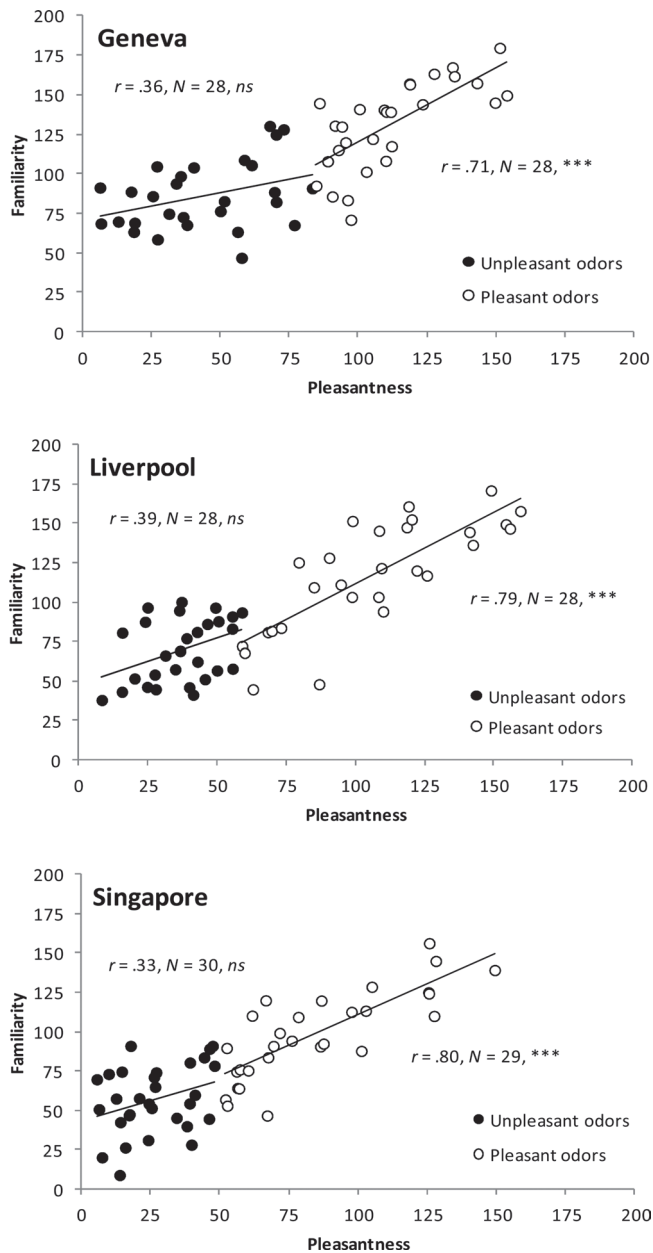 200
Geneva
175
r = .36, N = 28, ns
150
125
r = .71, N = 28, ***
100
75
50
Unpleasant odors
25
Pleasant odors
0
0 25 50 75 100 125 150 175 200
Familiarity
Pleasantness
200
Liverpool
175
r = .39, N = 28, ns
150
125
r = .79, N = 28, ***
100
75
50
Unpleasant odors
25
Pleasant odors
0
0 25 50 75 100 125 150 175 200
Familiarity
Pleasantness
200
Singapore
175
r = .33, N = 30, ns
150
125
100
r = .80, N = 29, ***
75
50
Unpleasant odors
25
Pleasant odors
0
0 25 50 75 100 125 150 175 200
Familiarity
Pleasantness